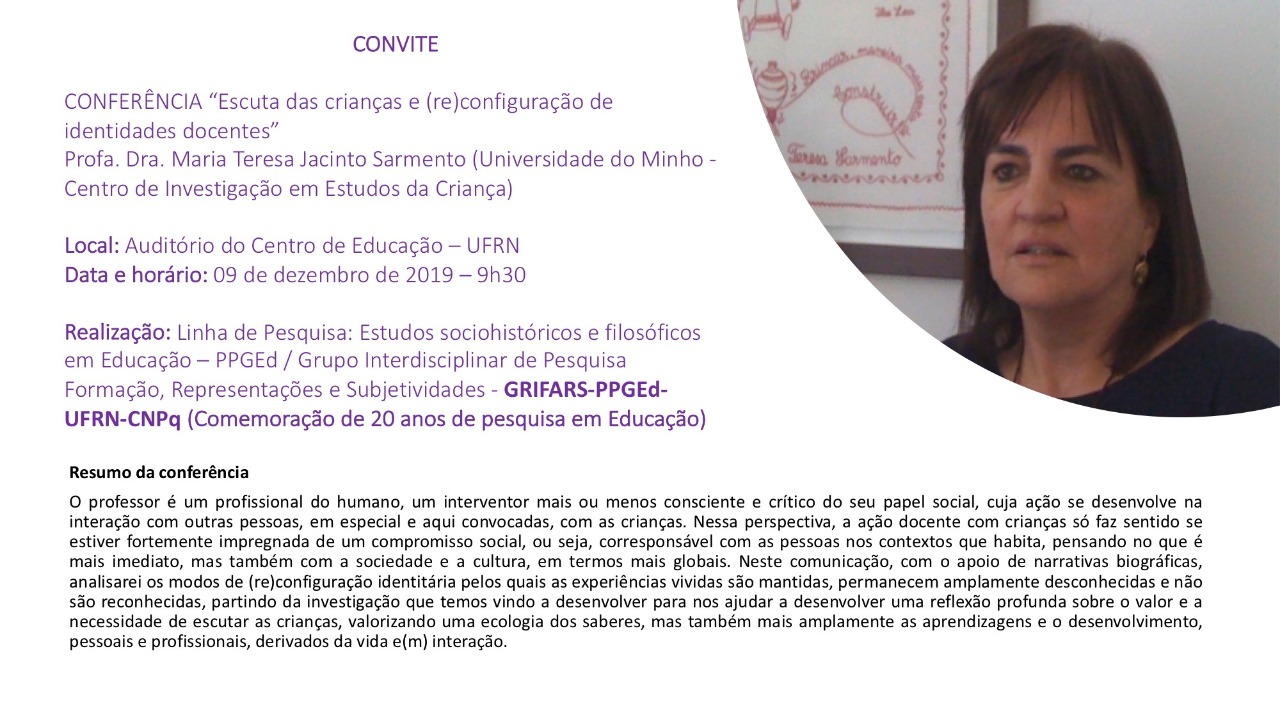 CONVITE
CONFERÊNCIA “Escuta das crianças e (re)configuração de
identidades docentes”
Profa. Dra. Maria Teresa Jacinto Sarmento (Universidade do Minho -
Centro de Investigação em Estudos da Criança)
Local: Auditório do Centro de Educação – UFRN
Data e horário: 09 de dezembro de 2019 – 9h30
Realização: Linha de Pesquisa: Estudos sociohistóricos e filosóficos
em Educação – PPGEd / Grupo Interdisciplinar de Pesquisa
Formação, Representações e Subjetividades - GRIFARS-PPGEd-
UFRN-CNPq (Comemoração de 20 anos de pesquisa em Educação)
Brincar, maneira mais
Construir
Teresa Sarmento
Resumo da conferência
O professor é um profissional do humano, um interventor mais ou menos consciente e crítico do seu papel social, cuja ação se desenvolve na
interação com outras pessoas, em especial e aqui convocadas, com as crianças. Nessa perspectiva, a ação docente com crianças só faz sentido se
estiver fortemente impregnada de um compromisso social, ou seja, corresponsável com as pessoas nos contextos que habita, pensando no que é
mais imediato, mas também com a sociedade e a cultura, em termos mais globais. Neste comunicação, com o apoio de narrativas biográficas,
analisarei os modos de (re)configuração identitária pelos quais as experiências vividas são mantidas, permanecem amplamente desconhecidas e não
são reconhecidas, partindo da investigação que temos vindo a desenvolver para nos ajudar a desenvolver uma reflexão profunda sobre o valor e a
necessidade de escutar as crianças, valorizando uma ecologia dos saberes, mas também mais amplamente as aprendizagens e o desenvolvimento,
pessoais e profissionais, derivados da vida e(m) interação.